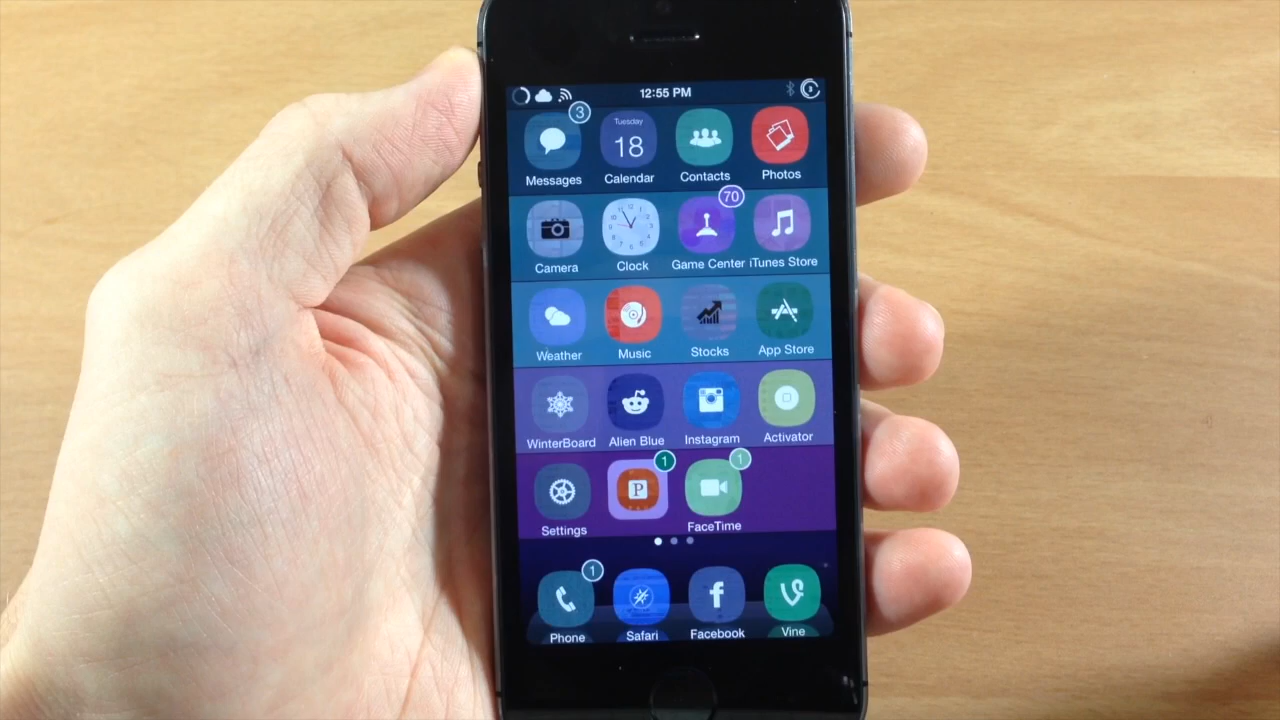 12:55 PM
3
Messages
Tuesday
18
Calendar
Contacts
Photos
70
Camera
Clock
Game Center
iTunes Store
Weather
Music
Stocks
App Store
WinterBoard
Alien Blue
Instagram
Activator
1
1
P
Settings
FaceTime
1
f
Phone
Safari
Facebook
Vine